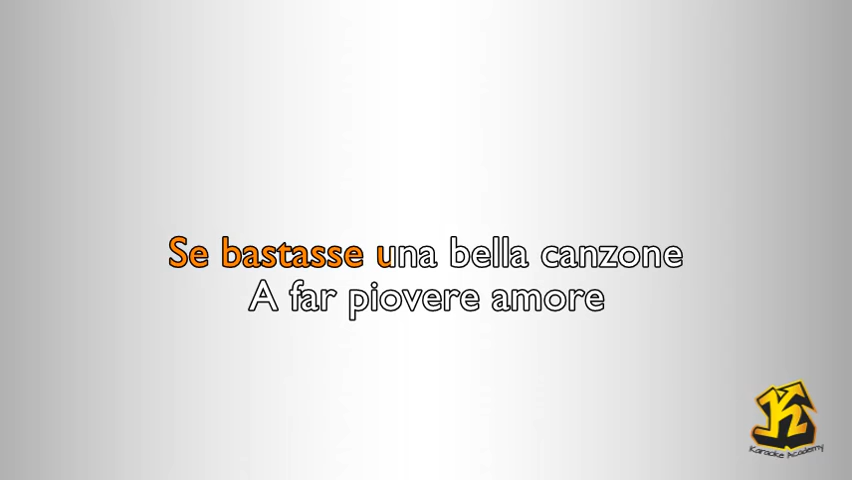 Se bastasse una bella canzone
A far piovere amore
K
Karaoke Academy